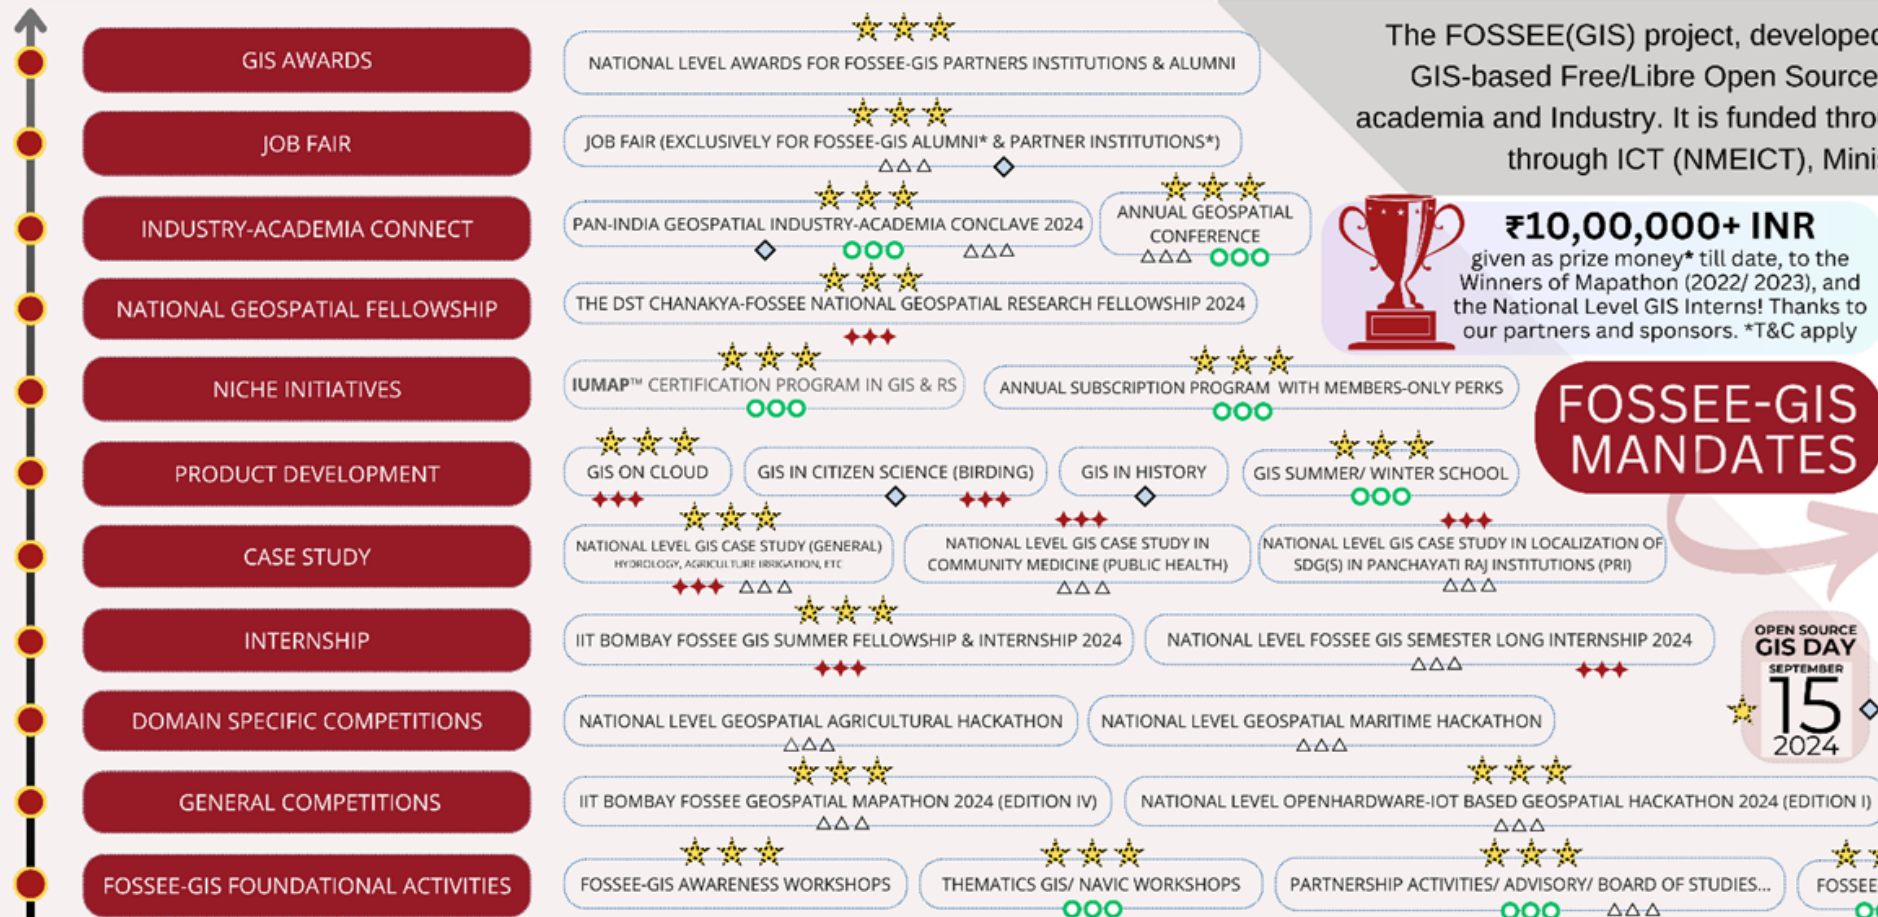 GIS AWARDS
NATIONAL LEVEL AWARDS FOR FOSSEE-GIS PARTNERS INSTITUTIONS & ALUMNI
JOB FAIR
JOB FAIR (EXCLUSIVELY FOR FOSSEE-GIS ALUMNI* & PARTNER INSTITUTIONS*)
INDUSTRY-ACADEMIA CONNECT
PAN-INDIA GEOSPATIAL INDUSTRY-ACADEMIA CONCLAVE 2024
ANNUAL GEOSPATIAL
CONFERENCE
NATIONAL GEOSPATIAL FELLOWSHIP
THE DST CHANAKYA-FOSSEE NATIONAL GEOSPATIAL RESEARCH FELLOWSHIP 2024
NICHE INITIATIVES
IUMAP™ CERTIFICATION PROGRAM IN GIS & RS
ANNUAL SUBSCRIPTION PROGRAM WITH MEMBERS-ONLY PERKS
PRODUCT DEVELOPMENT
GIS ON CLOUD
GIS IN CITIZEN SCIENCE (BIRDING)
GIS IN HISTORY
GIS SUMMER/ WINTER SCHOOL
CASE STUDY
NATIONAL LEVEL GIS CASE STUDY (GENERAL)
HYDROLOGY, AGRICULTURE IRRIGATION, ETC
NATIONAL LEVEL GIS CASE STUDY IN
COMMUNITY MEDICINE (PUBLIC HEALTH)
NATIONAL LEVEL GIS CASE STUDY IN LOCALIZATION OF
SDG(S) IN PANCHAYATI RAJ INSTITUTIONS (PRI)
INTERNSHIP
IIT BOMBAY FOSSEE GIS SUMMER FELLOWSHIP & INTERNSHIP 2024
NATIONAL LEVEL FOSSEE GIS SEMESTER LONG INTERNSHIP 2024
DOMAIN SPECIFIC COMPETITIONS
NATIONAL LEVEL GEOSPATIAL AGRICULTURAL HACKATHON
NATIONAL LEVEL GEOSPATIAL MARITIME HACKATHON
GENERAL COMPETITIONS
IIT BOMBAY FOSSEE GEOSPATIAL MAPATHON 2024 (EDITION IV)
NATIONAL LEVEL OPENHARDWARE-IOT BASED GEOSPATIAL HACKATHON 2024 (EDITION I)
FOSSEE-GIS FOUNDATIONAL ACTIVITIES
FOSSEE-GIS AWARENESS WORKSHOPS
THEMATICS GIS/ NAVIC WORKSHOPS
PARTNERSHIP ACTIVITIES/ ADVISORY/ BOARD OF STUDIES...
FOSSEE
The FOSSEE(GIS) project, developed
GIS-based Free/Libre Open Source
academia and Industry. It is funded
through ICT (NMEICT),
₹10,00,000+ INR
given as prize money* till date, to the
Winners of Mapathon (2022/ 2023), and
the National Level GIS Interns! Thanks to
our partners and sponsors. *T&C apply
FOSSEE-GIS
MANDATES
OPEN SOURCE
GIS DAY
SEPTEMBER
15
2024